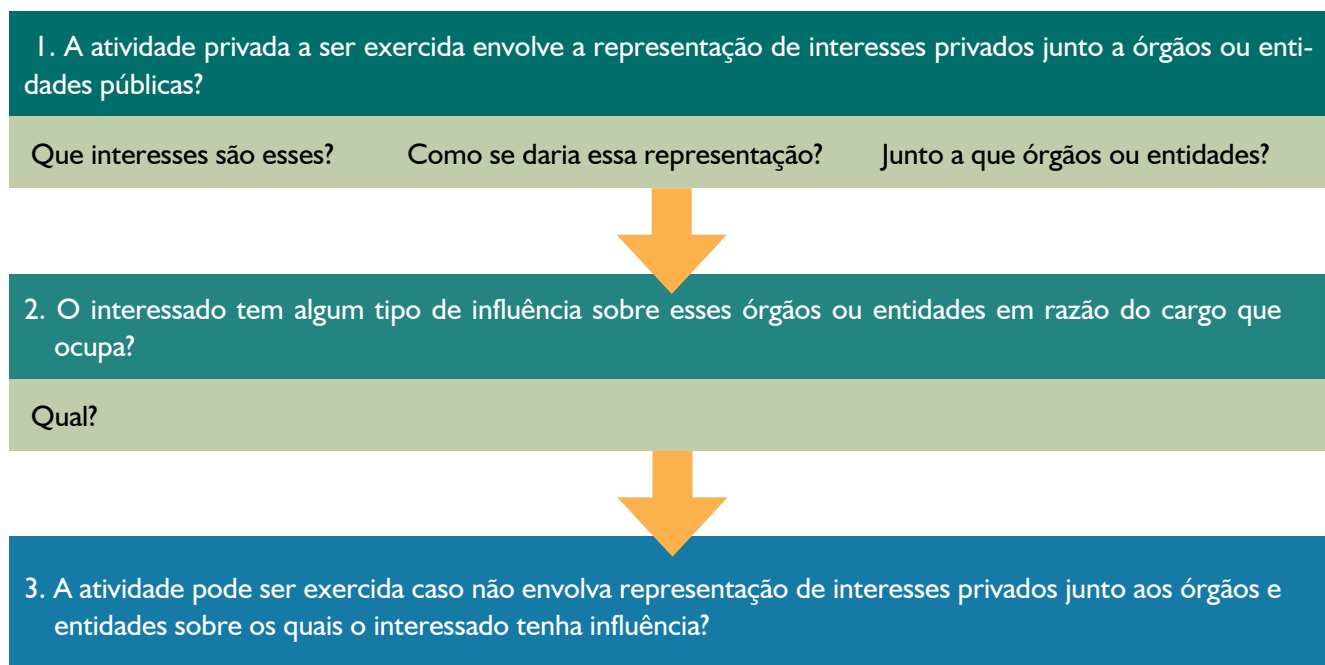 1. A atividade privada a ser exercida envolve a representação de interesses privados junto a órgãos ou enti-
dades públicas?
Que interesses são esses? Como se daria essa representação? Junto a que órgãos ou entidades?
2. O interessado tem algum tipo de influência sobre esses órgãos ou entidades em razão do cargo que
ocupa?
Qual?
3. A atividade pode ser exercida caso não envolva representação de interesses privados junto aos órgãos e
entidades sobre os quais o interessado tenha influência?